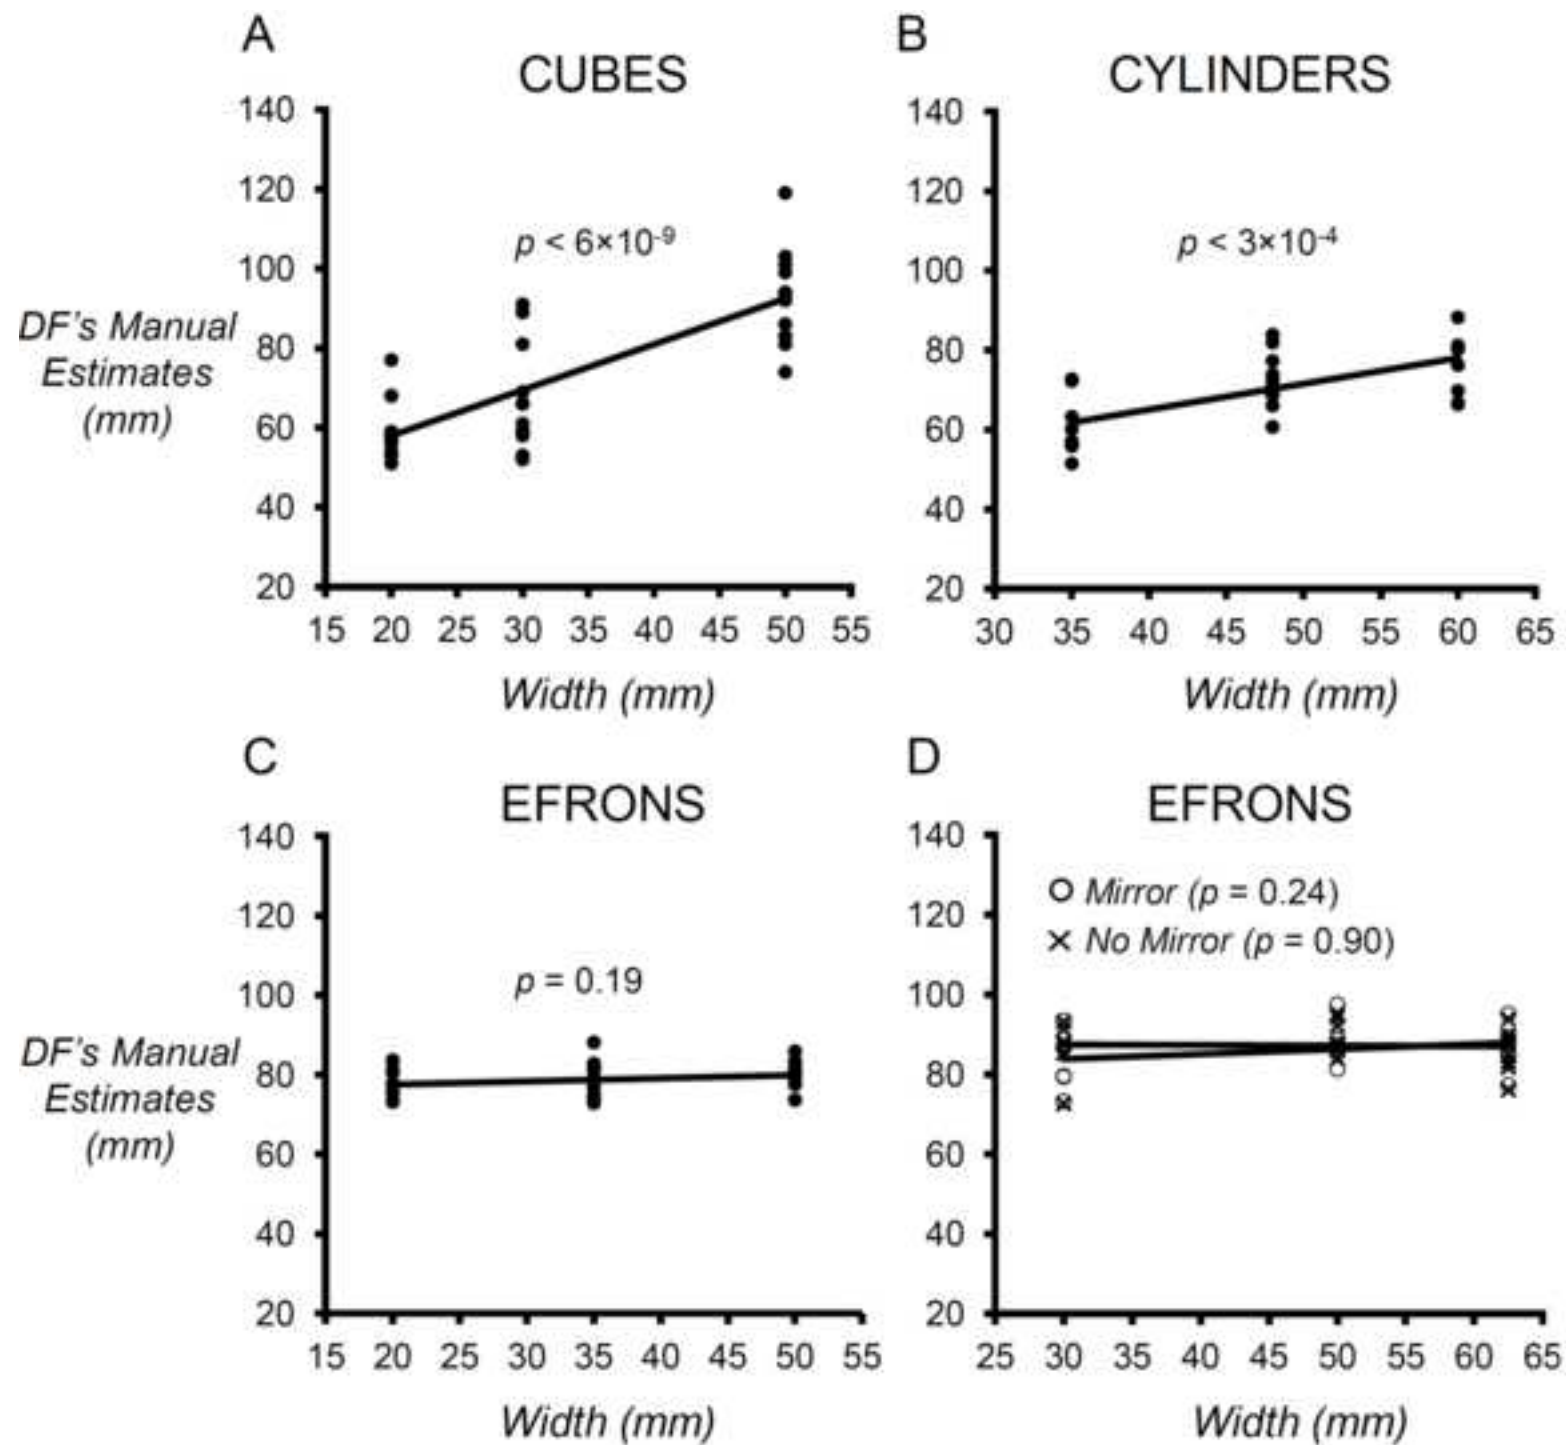 A
CUBES
140
120
100
80
60
40
20
p < 6×10⁻⁹
DF's Manual
Estimates
(mm)
15 20 25 30 35 40 45 50 55
Width (mm)
B
CYLINDERS
140
120
100
80
60
40
20
p < 3×10⁻⁴
30 35 40 45 50 55 60 65
Width (mm)
C
EFRONS
140
120
100
80
60
40
20
p = 0.19
DF's Manual
Estimates
(mm)
15 20 25 30 35 40 45 50 55
Width (mm)
D
EFRONS
140
120
100
80
60
40
20
Mirror (p = 0.24)
No Mirror (p = 0.90)
25 30 35 40 45 50 55 60 65
Width (mm)